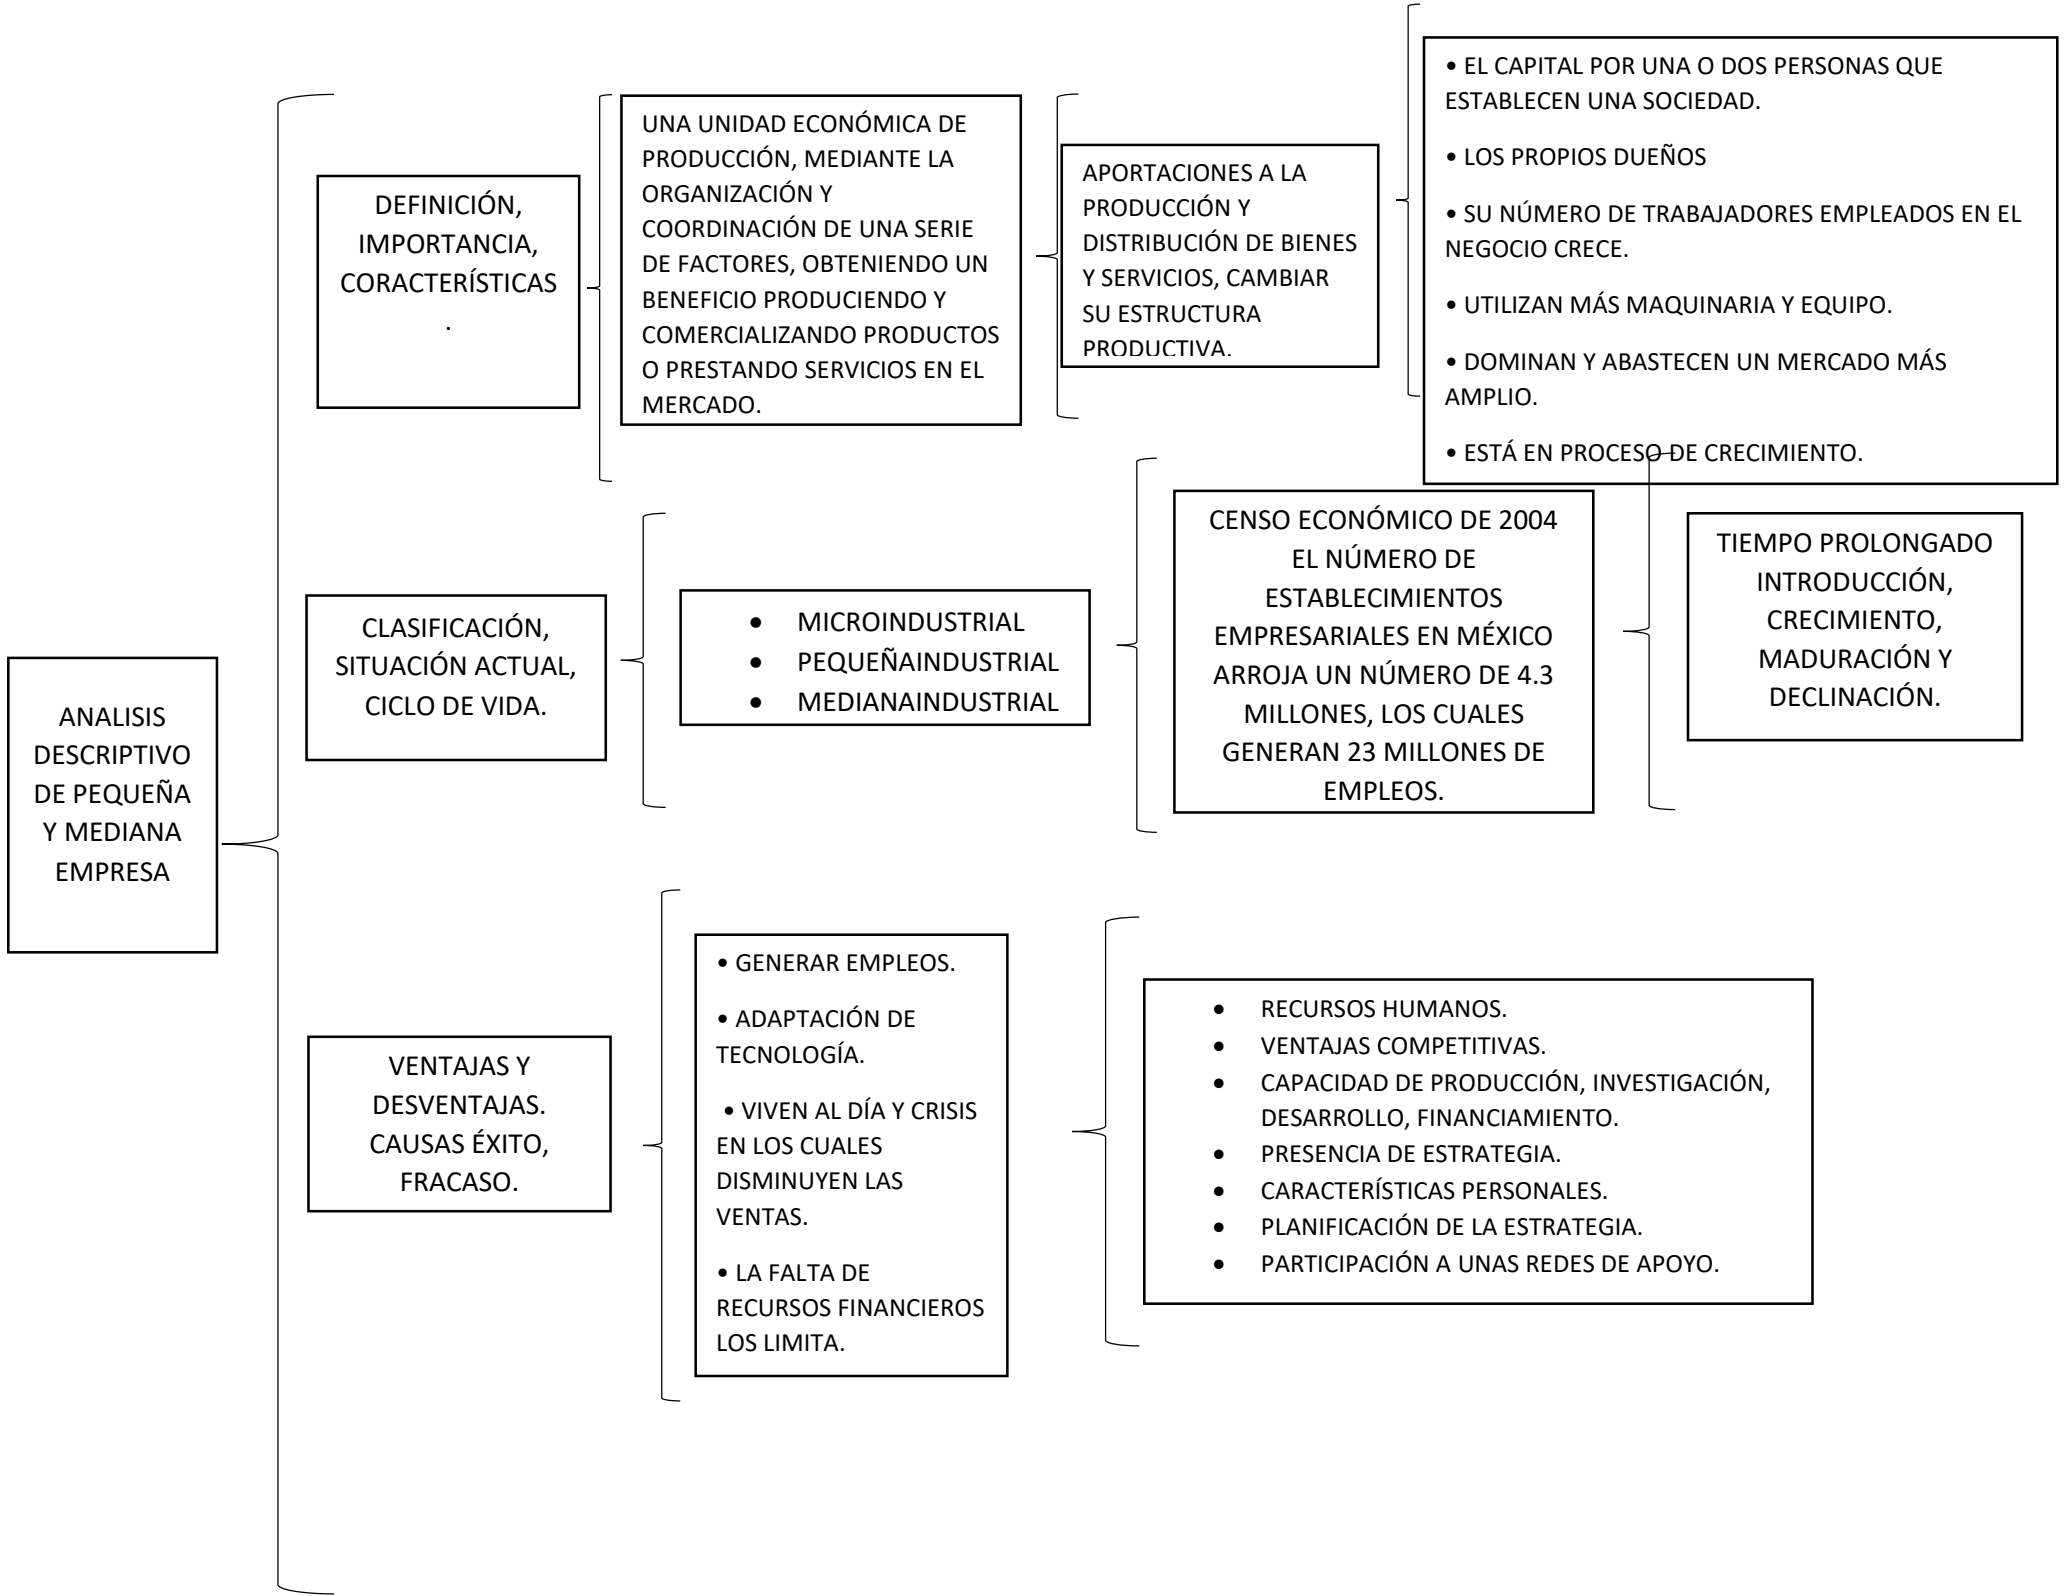 ANALISIS
DESCRIPTIVO
DE PEQUEÑA
Y MEDIANA
EMPRESA
DEFINICIÓN,
IMPORTANCIA,
CORACTERÍSTICAS
.
UNA UNIDAD ECONÓMICA DE
PRODUCCIÓN, MEDIANTE LA
ORGANIZACIÓN Y
COORDINACIÓN DE UNA SERIE
DE FACTORES, OBTENIENDO UN
BENEFICIO PRODUCIENDO Y
COMERCIALIZANDO PRODUCTOS
O PRESTANDO SERVICIOS EN EL
MERCADO.
APORTACIONES A LA
PRODUCCIÓN Y
DISTRIBUCIÓN DE BIENES
Y SERVICIOS, CAMBIAR
SU ESTRUCTURA
PRODUCTIVA.
• EL CAPITAL POR UNA O DOS PERSONAS QUE
ESTABLECEN UNA SOCIEDAD.
• LOS PROPIOS DUEÑOS
• SU NÚMERO DE TRABAJADORES EMPLEADOS EN EL
NEGOCIO CRECE.
• UTILIZAN MÁS MAQUINARIA Y EQUIPO.
• DOMINAN Y ABASTECEN UN MERCADO MÁS
AMPLIO.
• ESTÁ EN PROCESO DE CRECIMIENTO.
CLASIFICACIÓN,
SITUACIÓN ACTUAL,
CICLO DE VIDA.
• MICROINDUSTRIAL
• PEQUEÑAINDUSTRIAL
• MEDIANAINDUSTRIAL
CENSO ECONÓMICO DE 2004
EL NÚMERO DE
ESTABLECIMIENTOS
EMPRESARIALES EN MÉXICO
ARROJA UN NÚMERO DE 4.3
MILLONES, LOS CUALES
GENERAN 23 MILLONES DE
EMPLEOS.
TIEMPO PROLONGADO
INTRODUCCIÓN,
CRECIMIENTO,
MADURACIÓN Y
DECLINACIÓN.
VENTAJAS Y
DESVENTAJAS.
CAUSAS ÉXITO,
FRACASO.
• GENERAR EMPLEOS.
• ADAPTACIÓN DE
TECNOLOGÍA.
• VIVEN AL DÍA Y CRISIS
EN LOS CUALES
DISMINUYEN LAS
VENTAS.
• LA FALTA DE
RECURSOS FINANCIEROS
LOS LIMITA.
• RECURSOS HUMANOS.
• VENTAJAS COMPETITIVAS.
• CAPACIDAD DE PRODUCCIÓN, INVESTIGACIÓN,
DESARROLLO, FINANCIAMIENTO.
• PRESENCIA DE ESTRATEGIA.
• CARACTERÍSTICAS PERSONALES.
• PLANIFICACIÓN DE LA ESTRATEGIA.
• PARTICIPACIÓN A UNAS REDES DE APOYO.